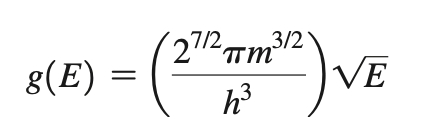 g(E) = (2^{7/2}πm^{3/2} / h^3) √E